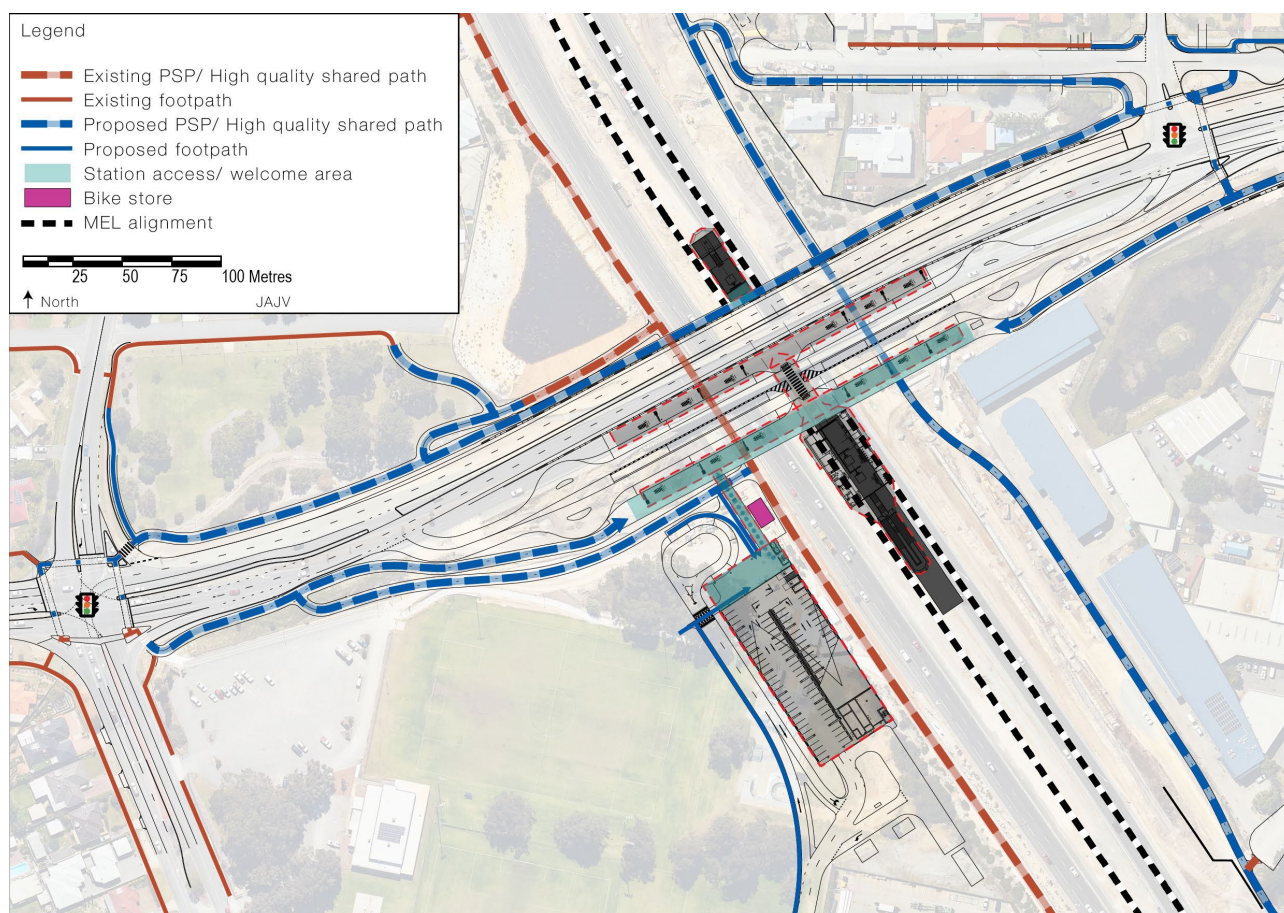 Legend
Existing PSP/ High quality shared path
Existing footpath
Proposed PSP/ High quality shared path
Proposed footpath
Station access/ welcome area
Bike store
MEL alignment
25 50 75 100 Metres
North JAJV